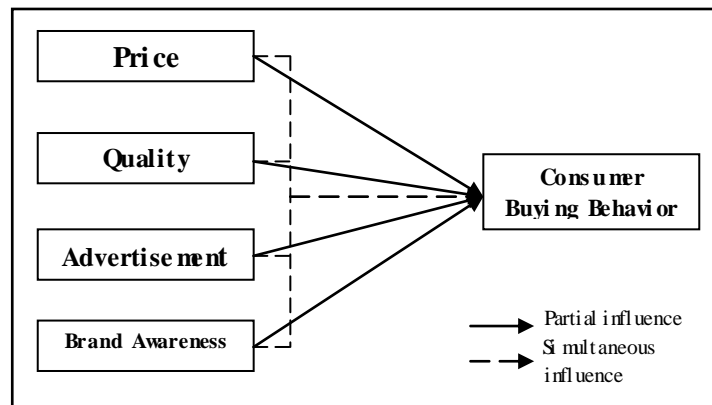 Price
Quality
Advertisement
Brand Awareness
Consumer
Buying Behavior
Partial influence
Simultaneous
influence